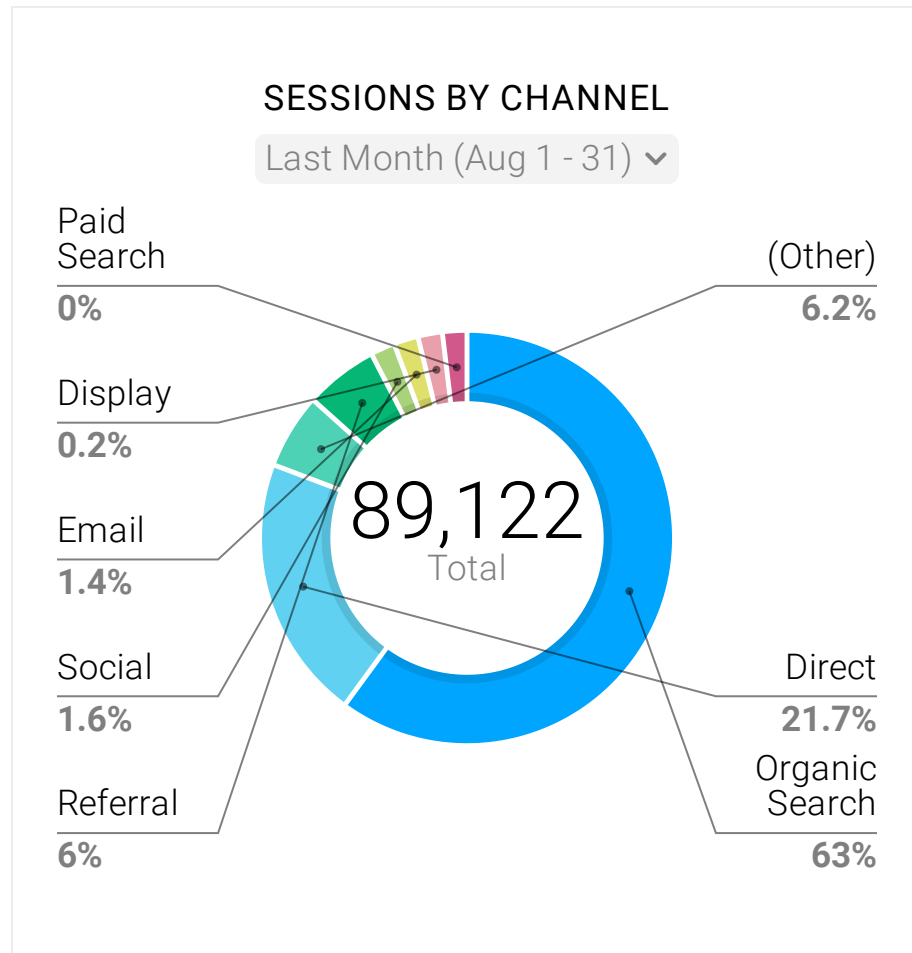 SESSIONS BY CHANNEL
Last Month (Aug 1 - 31)
Paid
Search
0%
(Other)
6.2%
Display
0.2%
Email
1.4%
89,122
Total
Social
1.6%
Direct
21.7%
Referral
6%
Organic
Search
63%